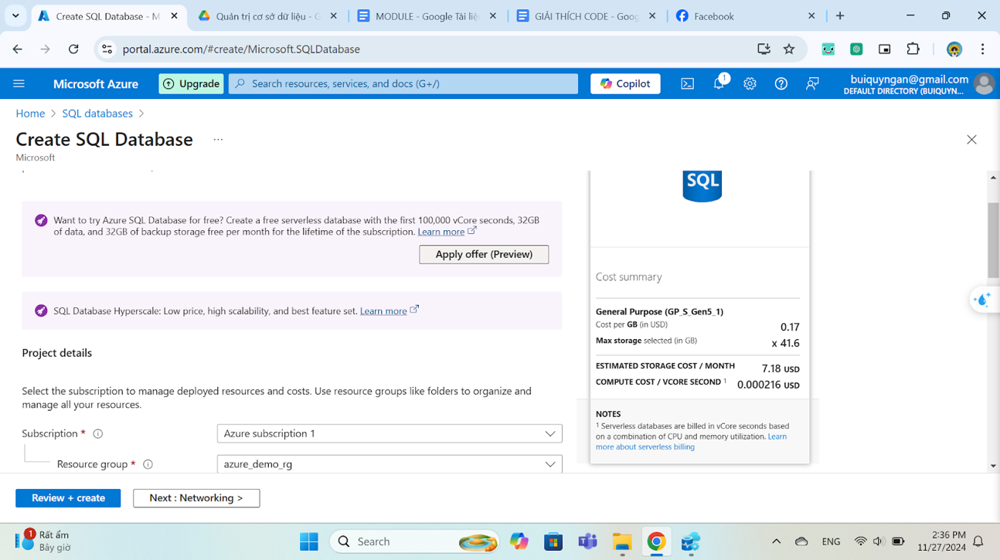 Create SQL Database - M
Quản trị cơ sở dữ liệu - G
MODULE - Google Tài liệ
GIẢI THÍCH CODE - Goog
Facebook
portal.azure.com/#create/Microsoft.SQLDatabase
Microsoft Azure
Upgrade
Search resources, services, and docs (G+/)
Copilot
1
buiquyngan@gmail.com
DEFAULT DIRECTORY (BUIQUYN...
Home > SQL databases >
Create SQL Database ...
Microsoft
Want to try Azure SQL Database for free? Create a free serverless database with the first 100,000 vCore seconds, 32GB
of data, and 32GB of backup storage free per month for the lifetime of the subscription. Learn more
Apply offer (Preview)
SQL Database Hyperscale: Low price, high scalability, and best feature set. Learn more
Project details
Select the subscription to manage deployed resources and costs. Use resource groups like folders to organize and
manage all your resources.
Subscription *
Azure subscription 1
Resource group *
azure_demo_rg
SQL
Cost summary
General Purpose (GP_S_Gen5_1)
Cost per GB (in USD) 0.17
Max storage selected (in GB) x 41.6
ESTIMATED STORAGE COST / MONTH 7.18 USD
COMPUTE COST / VCORE SECOND 1 0.000216 USD
NOTES
1 Serverless databases are billed in vCore seconds based
on a combination of CPU and memory utilization. Learn
more about serverless billing
Review + create
Next : Networking >
1
Rất ẩm
Bây giờ
Search
ENG
2:36 PM
11/27/2024